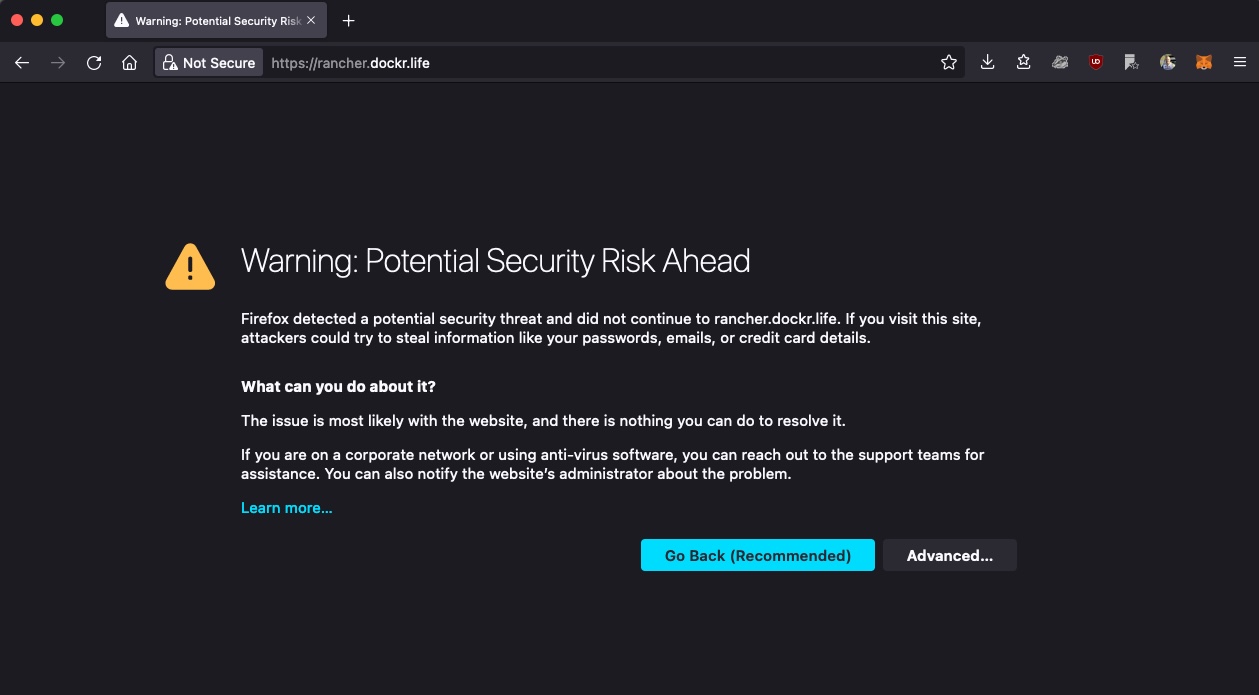 Warning: Potential Security Risk
Not Secure
https://rancher.dockr.life
Warning: Potential Security Risk Ahead
Firefox detected a potential security threat and did not continue to rancher.dockr.life. If you visit this site,
attackers could try to steal information like your passwords, emails, or credit card details.
What can you do about it?
The issue is most likely with the website, and there is nothing you can do to resolve it.
If you are on a corporate network or using anti-virus software, you can reach out to the support teams for
assistance. You can also notify the website’s administrator about the problem.
Learn more…
Go Back (Recommended)
Advanced...